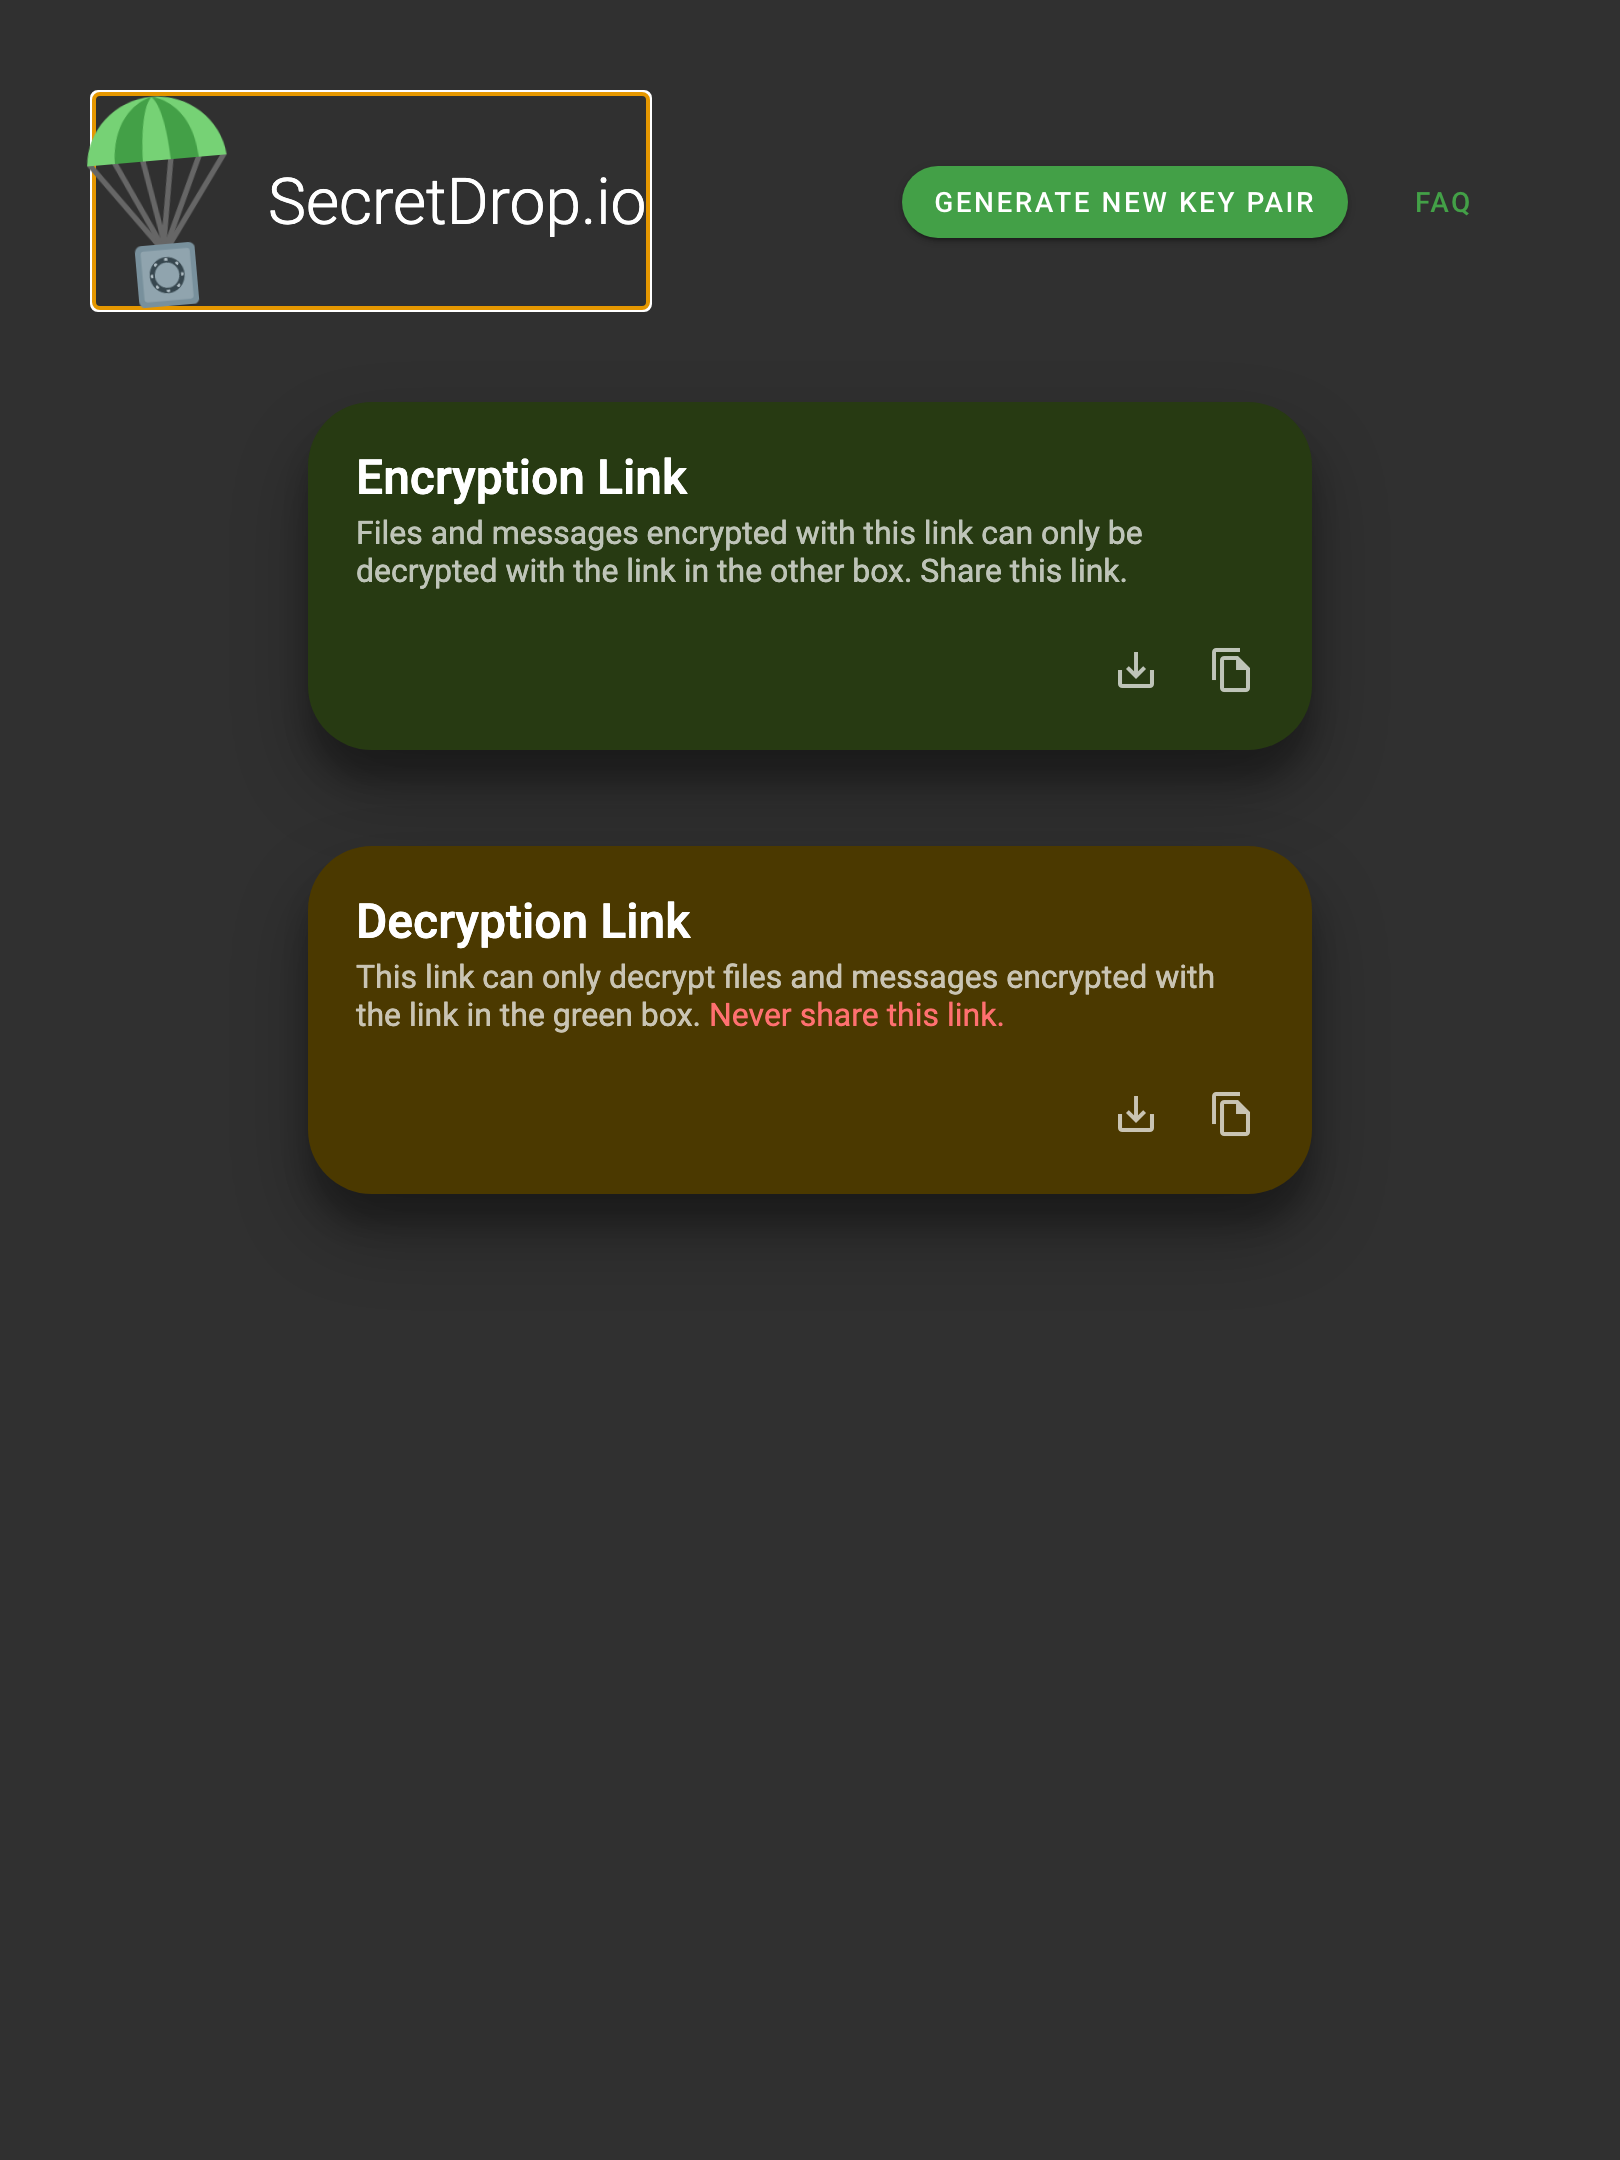 SecretDrop.io
GENERATE NEW KEY PAIR
FAQ
Encryption Link
Files and messages encrypted with this link can only be
decrypted with the link in the other box. Share this link.
Decryption Link
This link can only decrypt files and messages encrypted with
the link in the green box. Never share this link.